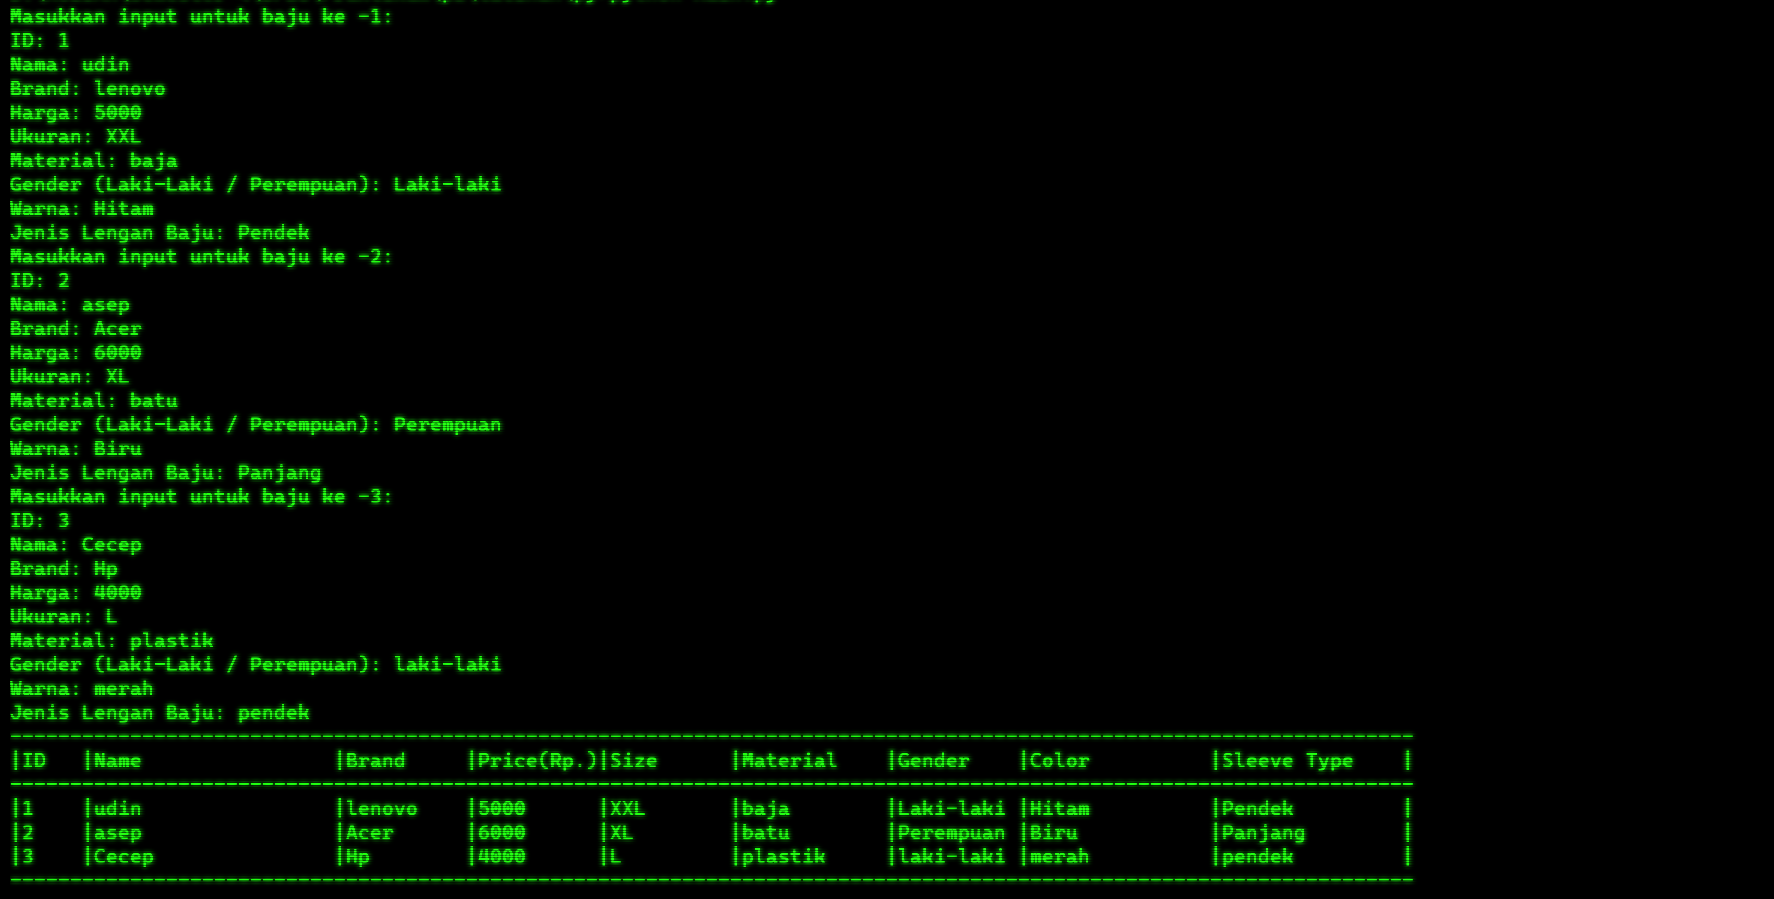 Masukkan input untuk baju ke -1:
ID: 1
Nama: udin
Brand: lenovo
Harga: 5000
Ukuran: XXL
Material: baja
Gender (Laki-Laki / Perempuan): Laki-laki
Warna: Hitam
Jenis Lengan Baju: Pendek
Masukkan input untuk baju ke -2:
ID: 2
Nama: asep
Brand: Acer
Harga: 6000
Ukuran: XL
Material: batu
Gender (Laki-Laki / Perempuan): Perempuan
Warna: Biru
Jenis Lengan Baju: Panjang
Masukkan input untuk baju ke -3:
ID: 3
Nama: Cecep
Brand: Hp
Harga: 4000
Ukuran: L
Material: plastik
Gender (Laki-Laki / Perempuan): laki-laki
Warna: merah
Jenis Lengan Baju: pendek
|ID |Name |Brand |Price(Rp.)|Size |Material |Gender |Color |Sleeve Type |
|1 |udin |lenovo |5000 |XXL |baja |Laki-laki |Hitam |Pendek |
|2 |asep |Acer |6000 |XL |batu |Perempuan |Biru |Panjang |
|3 |Cecep |Hp |4000 |L |plastik |laki-laki |merah |pendek |